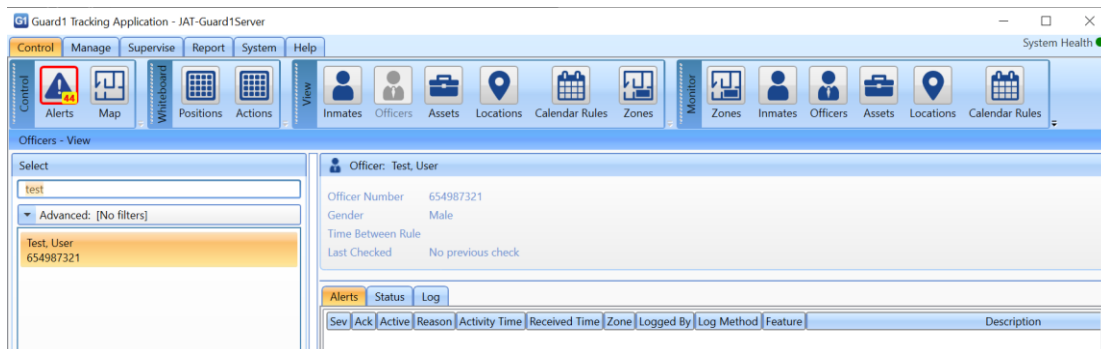 G1 Guard1 Tracking Application - JAT-Guard1Server
Control Manage Supervise Report System Help System Health
Control
44
Alerts Map
Whiteboard
Positions Actions
View
Inmates Officers Assets Locations Calendar Rules Zones
Monitor
Zones Inmates Officers Assets Locations Calendar Rules
Officers - View
Select
test
Advanced: [No filters]
Test, User
654987321
Officer: Test, User
Officer Number 654987321
Gender Male
Time Between Rule
Last Checked No previous check
Alerts Status Log
Sev Ack Active Reason Activity Time Received Time Zone Logged By Log Method Feature Description